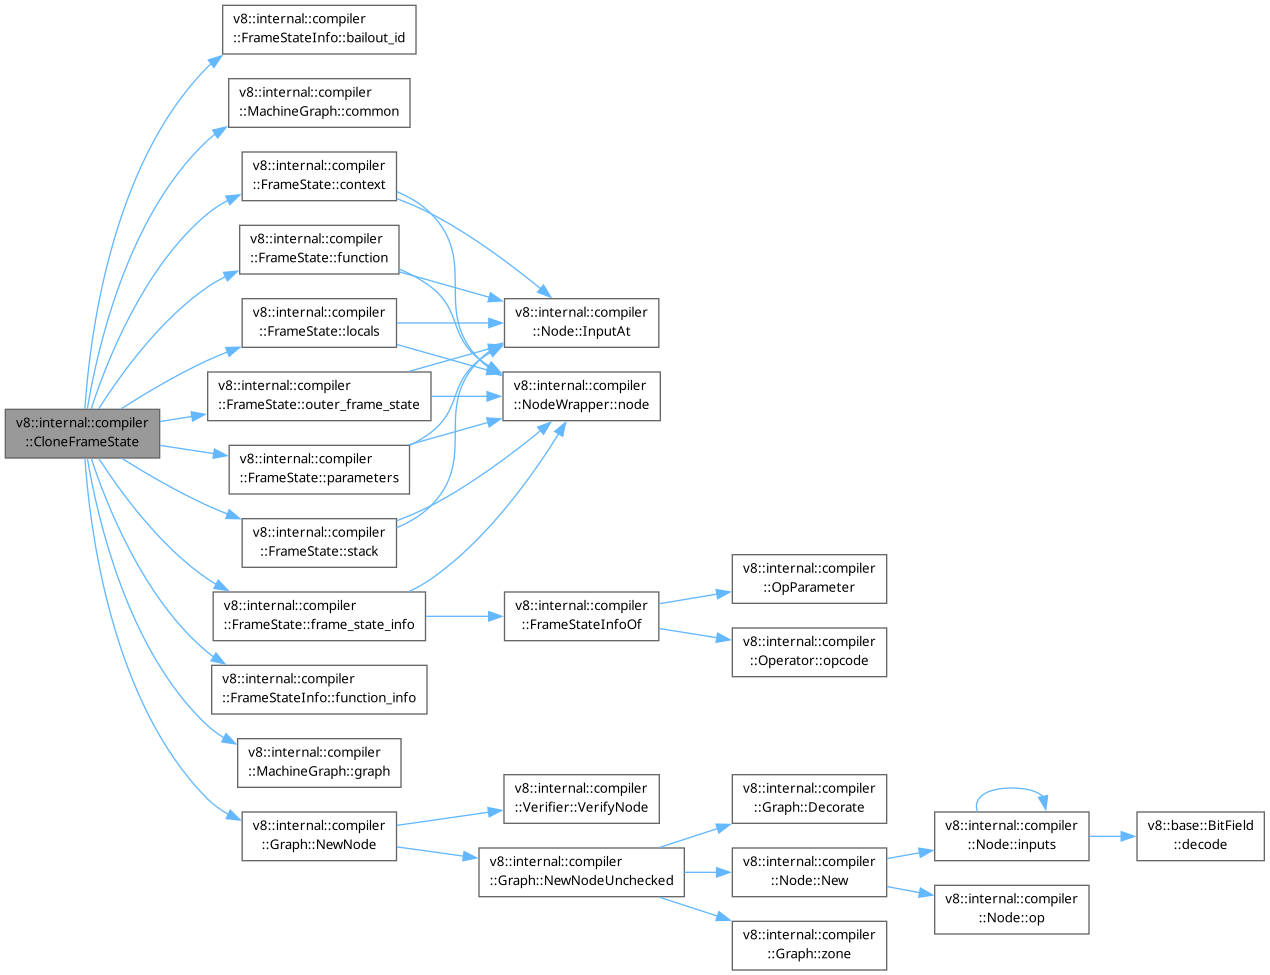 v8::internal::compiler
::FrameStateInfo::bailout_id
v8::internal::compiler
::MachineGraph::common
v8::internal::compiler
::FrameState::context
v8::internal::compiler
::FrameState::function
v8::internal::compiler
::FrameState::locals
v8::internal::compiler
::FrameState::outer_frame_state
v8::internal::compiler
::CloneFrameState
v8::internal::compiler
::FrameState::parameters
v8::internal::compiler
::FrameState::stack
v8::internal::compiler
::FrameState::frame_state_info
v8::internal::compiler
::FrameStateInfo::function_info
v8::internal::compiler
::MachineGraph::graph
v8::internal::compiler
::Graph::NewNode
v8::internal::compiler
::Node::InputAt
v8::internal::compiler
::NodeWrapper::node
v8::internal::compiler
::FrameStateInfoOf
v8::internal::compiler
::Verifier::VerifyNode
v8::internal::compiler
::Graph::NewNodeUnchecked
v8::internal::compiler
::OpParameter
v8::internal::compiler
::Operator::opcode
v8::internal::compiler
::Graph::Decorate
v8::internal::compiler
::Node::New
v8::internal::compiler
::Graph::zone
v8::internal::compiler
::Node::inputs
v8::internal::compiler
::Node::op
v8::base::BitField
::decode